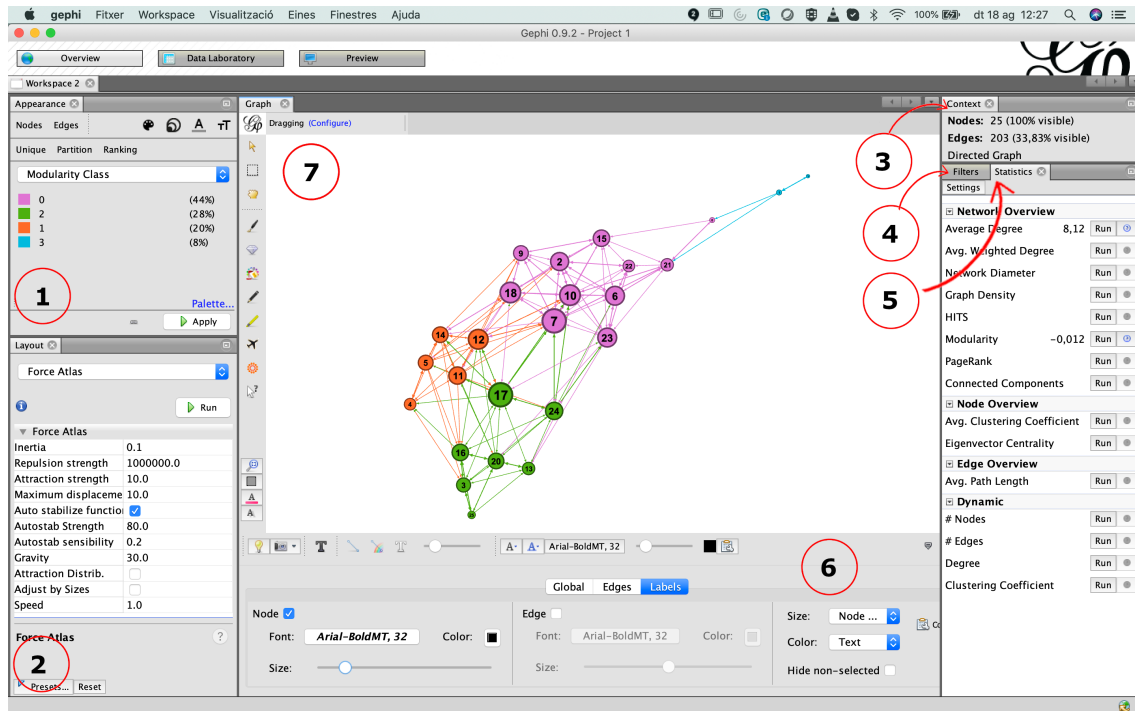 gephi Fitxer Workspace Visualització Eines Finestres Ajuda 100% dt 18 ag 12:27
Gephi 0.9.2 - Project 1
Overview Data Laboratory Preview
Workspace 2
Appearance
Nodes Edges
Unique Partition Ranking
Modularity Class
0 (44%)
2 (28%)
1 (20%)
3 (8%)
1
Palette...
Apply
Layout
Force Atlas
Run
Force Atlas
Inertia 0.1
Repulsion strength 1000000.0
Attraction strength 10.0
Maximum displaceme 10.0
Auto stabilize function
Autostab Strength 80.0
Autostab sensibility 0.2
Gravity 30.0
Attraction Distrib.
Adjust by Sizes
Speed 1.0
Force Atlas ?
2
Presets... Reset
Graph
Dragging (Configure)
7
15
9
2
22
21
18
10
6
7
23
14
12
5
11
17
4
24
16
20
13
3
T T A A Arial-BoldMT, 32
Global Edges Labels
6
Node
Font: Arial-BoldMT, 32 Color:
Size:
Edge
Font: Arial-BoldMT, 32 Color:
Size:
Size: Node ...
Color: Text
Hide non-selected
Co
Context
Nodes: 25 (100% visible)
Edges: 203 (33,83% visible)
Directed Graph
3
Filters Statistics
4
Settings
5
Network Overview
Average Degree 8,12 Run
Avg. Weighted Degree Run
Network Diameter Run
Graph Density Run
HITS Run
Modularity -0,012 Run
PageRank Run
Connected Components Run
Node Overview
Avg. Clustering Coefficient Run
Eigenvector Centrality Run
Edge Overview
Avg. Path Length Run
Dynamic
# Nodes Run
# Edges Run
Degree Run
Clustering Coefficient Run